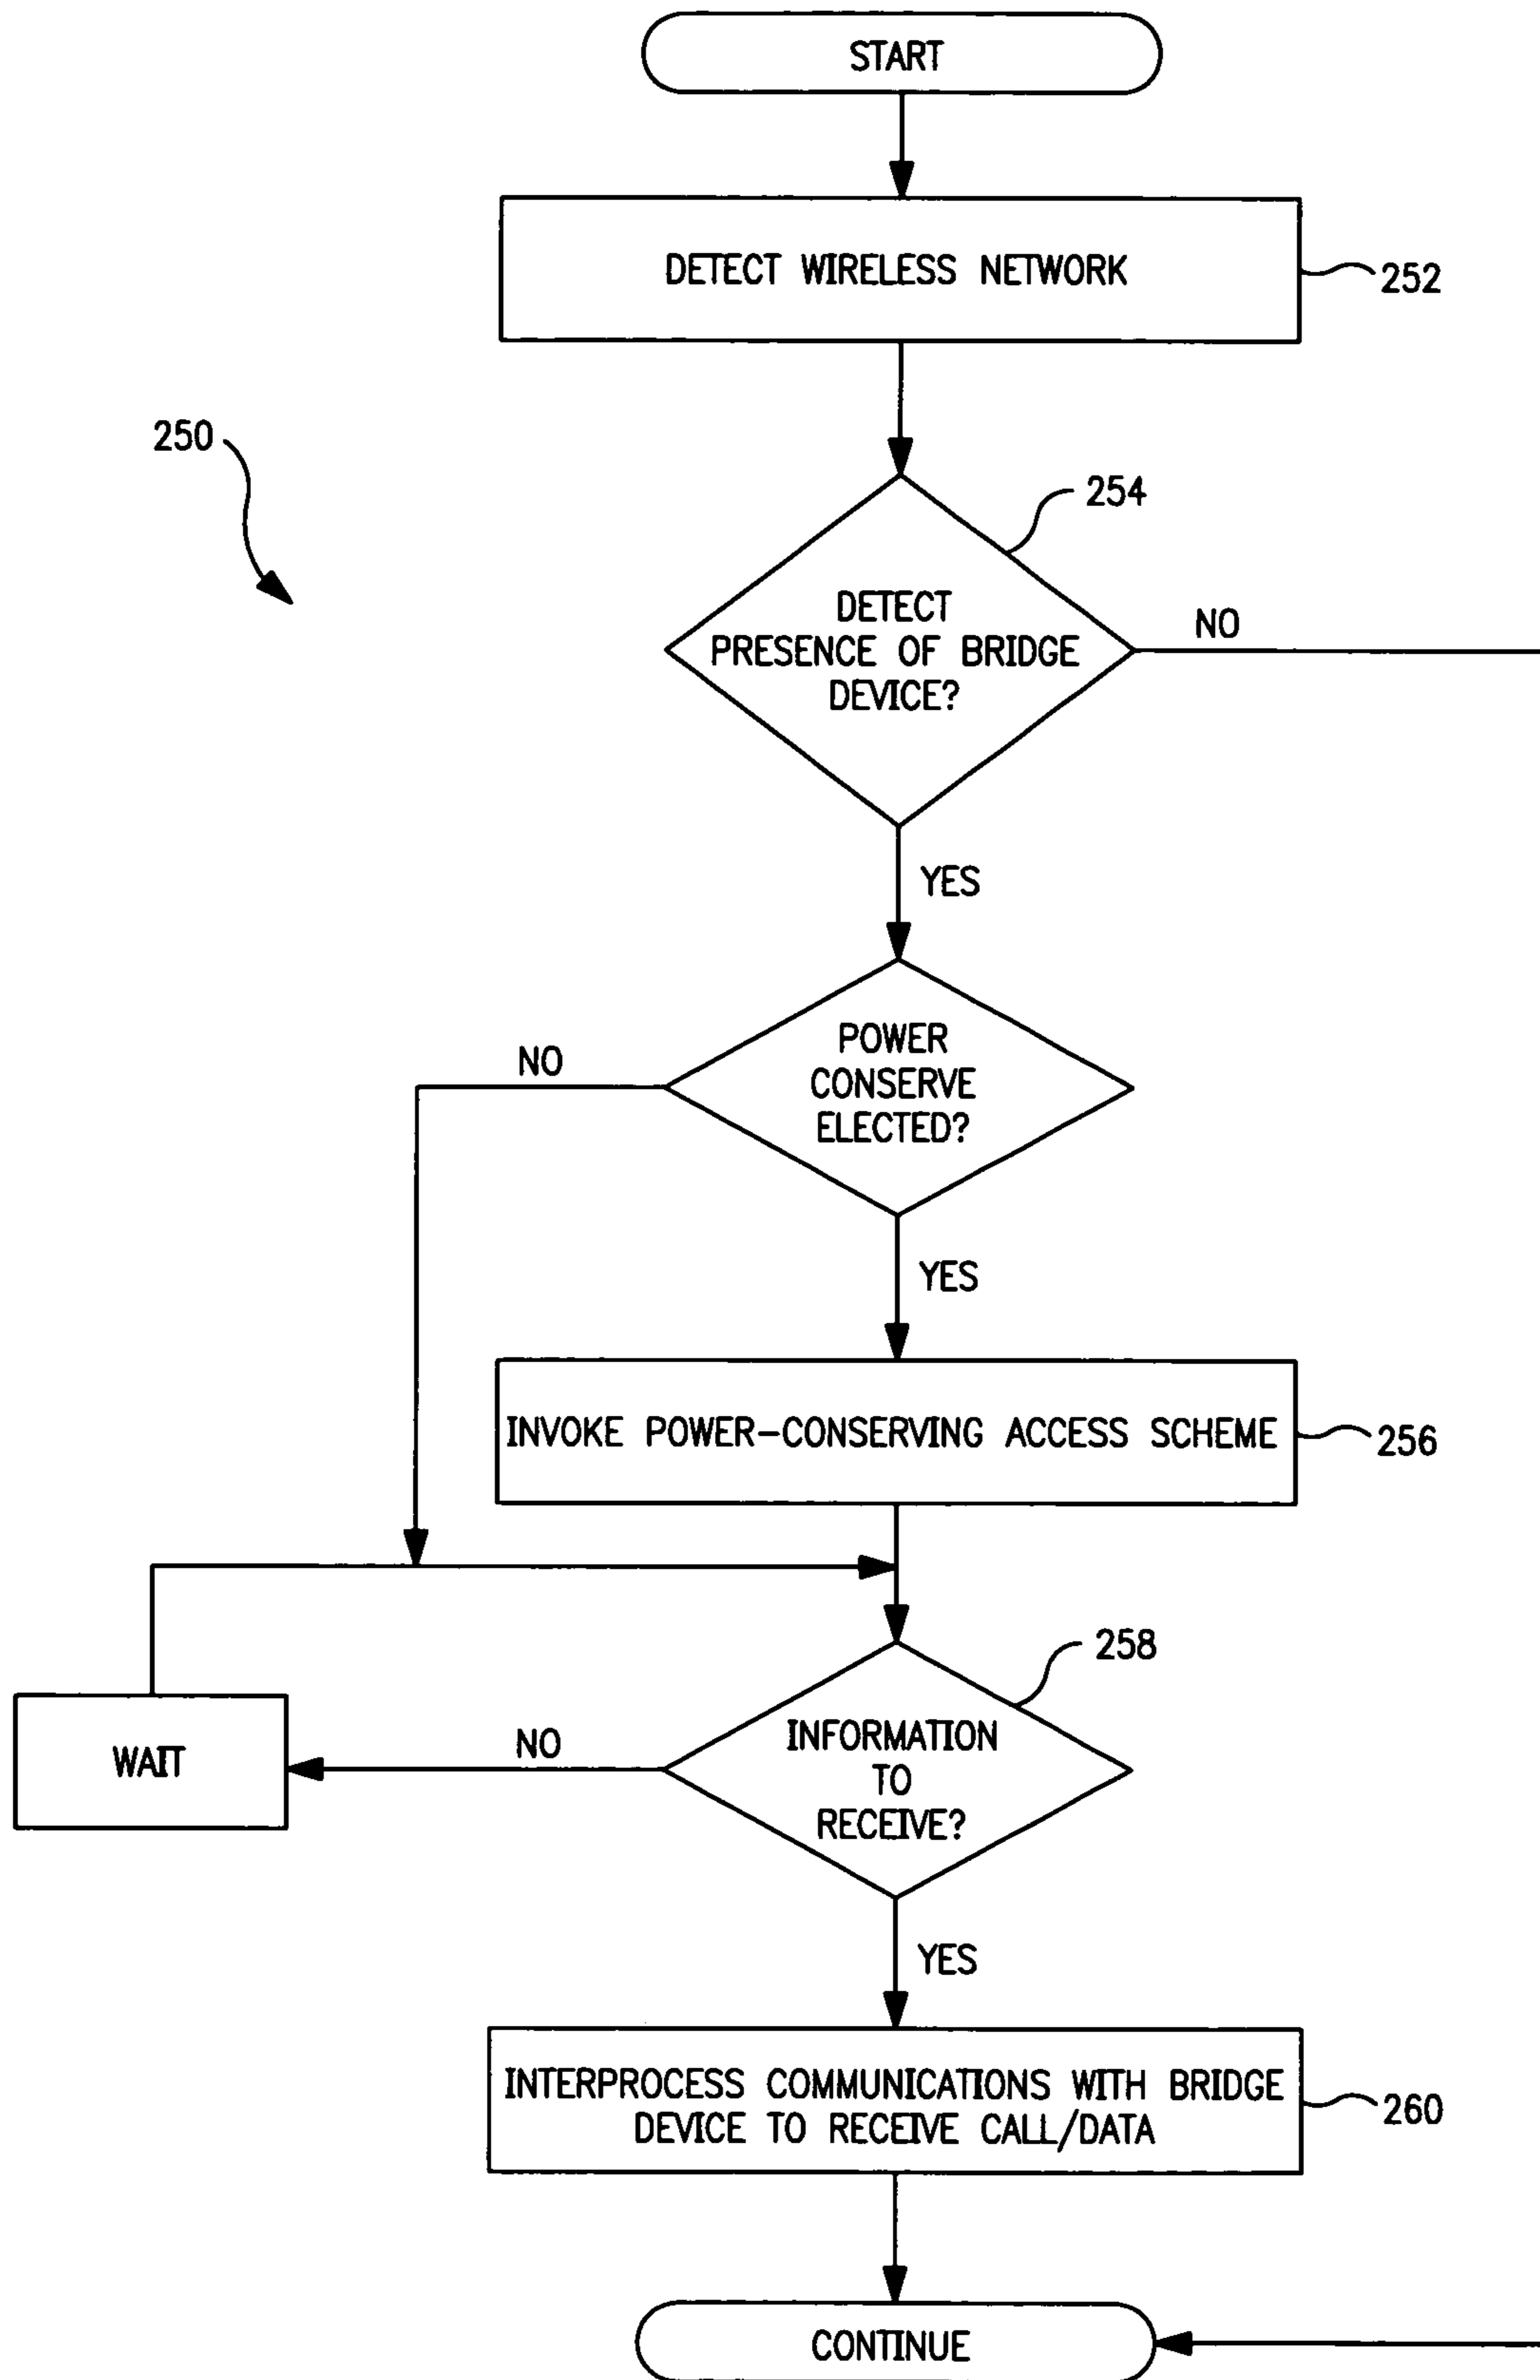 START
DETECT WIRELESS NETWORK
252
250
254
DETECT
PRESENCE OF BRIDGE
DEVICE?
NO
YES
POWER
CONSERVE
ELECTED?
NO
YES
INVOKE POWER-CONSERVING ACCESS SCHEME
256
258
INFORMATION
TO
RECEIVE?
NO
WAIT
YES
INTERPROCESS COMMUNICATIONS WITH BRIDGE
DEVICE TO RECEIVE CALL/DATA
260
CONTINUE